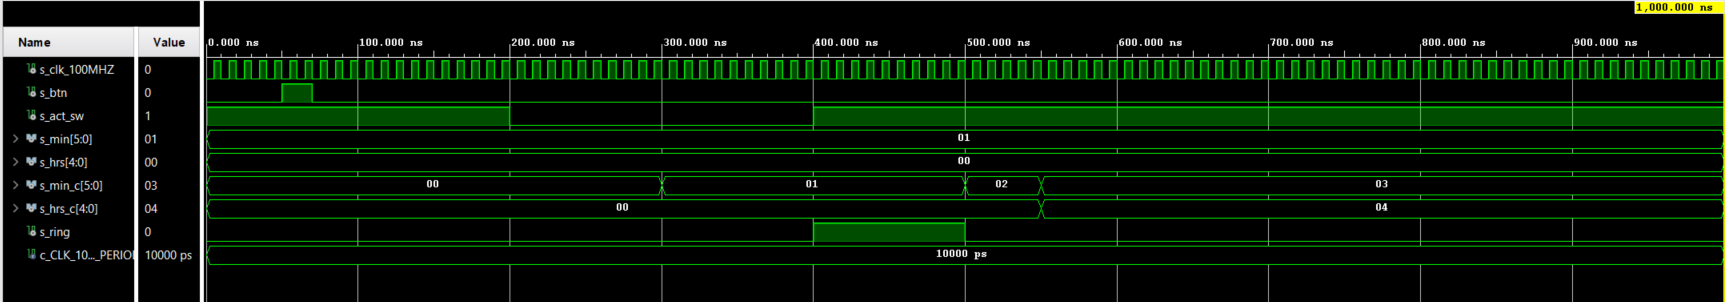 1,000.000 ns
Name Value
0.000 ns 100.000 ns 200.000 ns 300.000 ns 400.000 ns 500.000 ns 600.000 ns 700.000 ns 800.000 ns 900.000 ns
s_clk_100MHZ 0
s_btn 0
s_act_sw 1
s_min[5:0] 01 01
s_hrs[4:0] 00 00
s_min_c[5:0] 03 00 01 02 03
s_hrs_c[4:0] 04 00 04
s_ring 0
c_CLK_10..._PERIOD 10000 ps 10000 ps